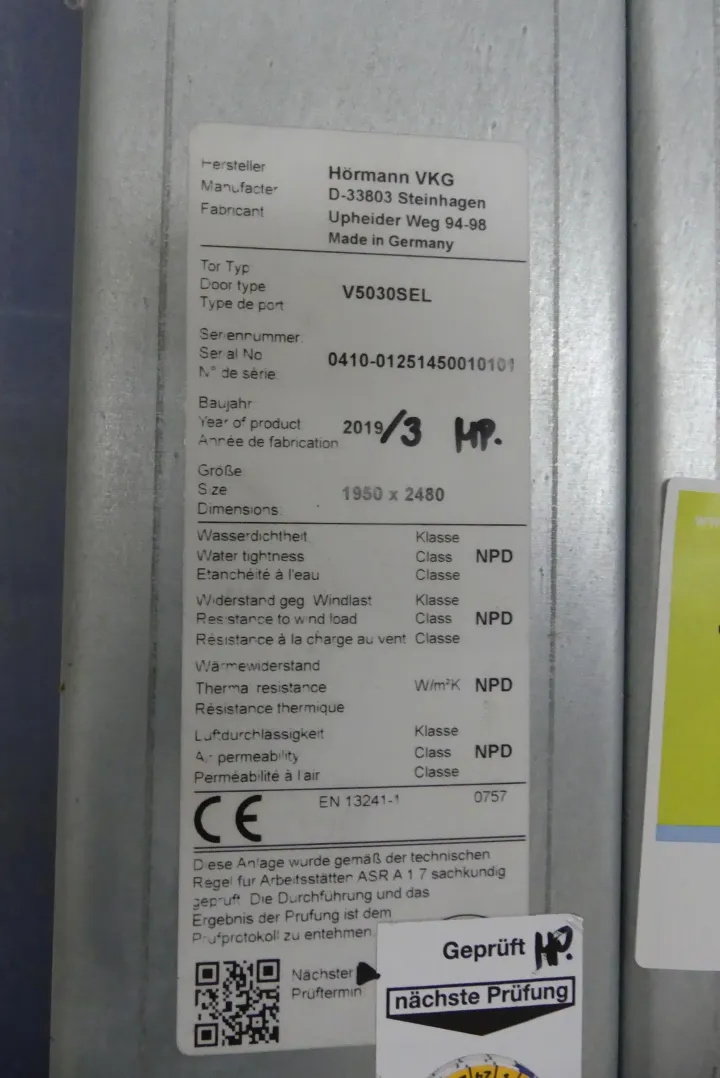 Hersteller
Manufacter
Fabricant
Hörmann VKG
D-33803 Steinhagen
Upheider Weg 94-98
Made in Germany
Tor Typ
Door type
Type de port
V5030SEL
Seriennummer
Serial No
N° de série
0410-01251450010101
Baujahr
Year of product
Année de fabrication
2019/3 HP.
Größe
Size
Dimensions
1950 x 2480
Wasserdichtheit Klasse
Water tightness Class NPD
Etanchéité à l'eau Classe
Widerstand geg Windlast Klasse
Resistance to wind load Class NPD
Résistance à la charge au vent Classe
Wärmewiderstand
Thermal resistance W/m²K NPD
Résistance thermique
Luftdurchlässigkeit Klasse
Air permeability Class NPD
Perméabilité à l air Classe
CE EN 13241-1 0757
Diese Anlage wurde gemäß der technischen
Regel für Arbeitsstätten ASR A 1 7 sachkundig
geprüft. Die Durchführung und das
Ergebnis der Prüfung ist dem
Prüfprotokoll zu entehmen.
Nächster
Prüftermin
Geprüft HP.
nächste Prüfung
24